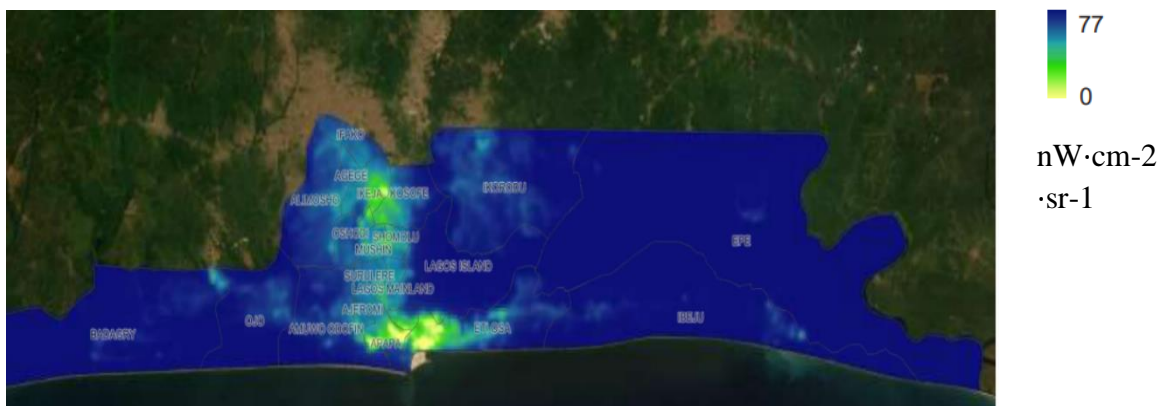 77
0
nW·cm-2
·sr-1
IFAKO
AGEGE
ALIMOSHO
IKEJA
KOSOFE
IKORODU
OSHODI
SHOMOLU
MUSHIN
EPE
LAGOS ISLAND
SURULERE
LAGOS MAINLAND
AJEROMI
OJO
AMUWO ODOFIN
ETI OSA
IBEJU
BADAGRY
APAPA